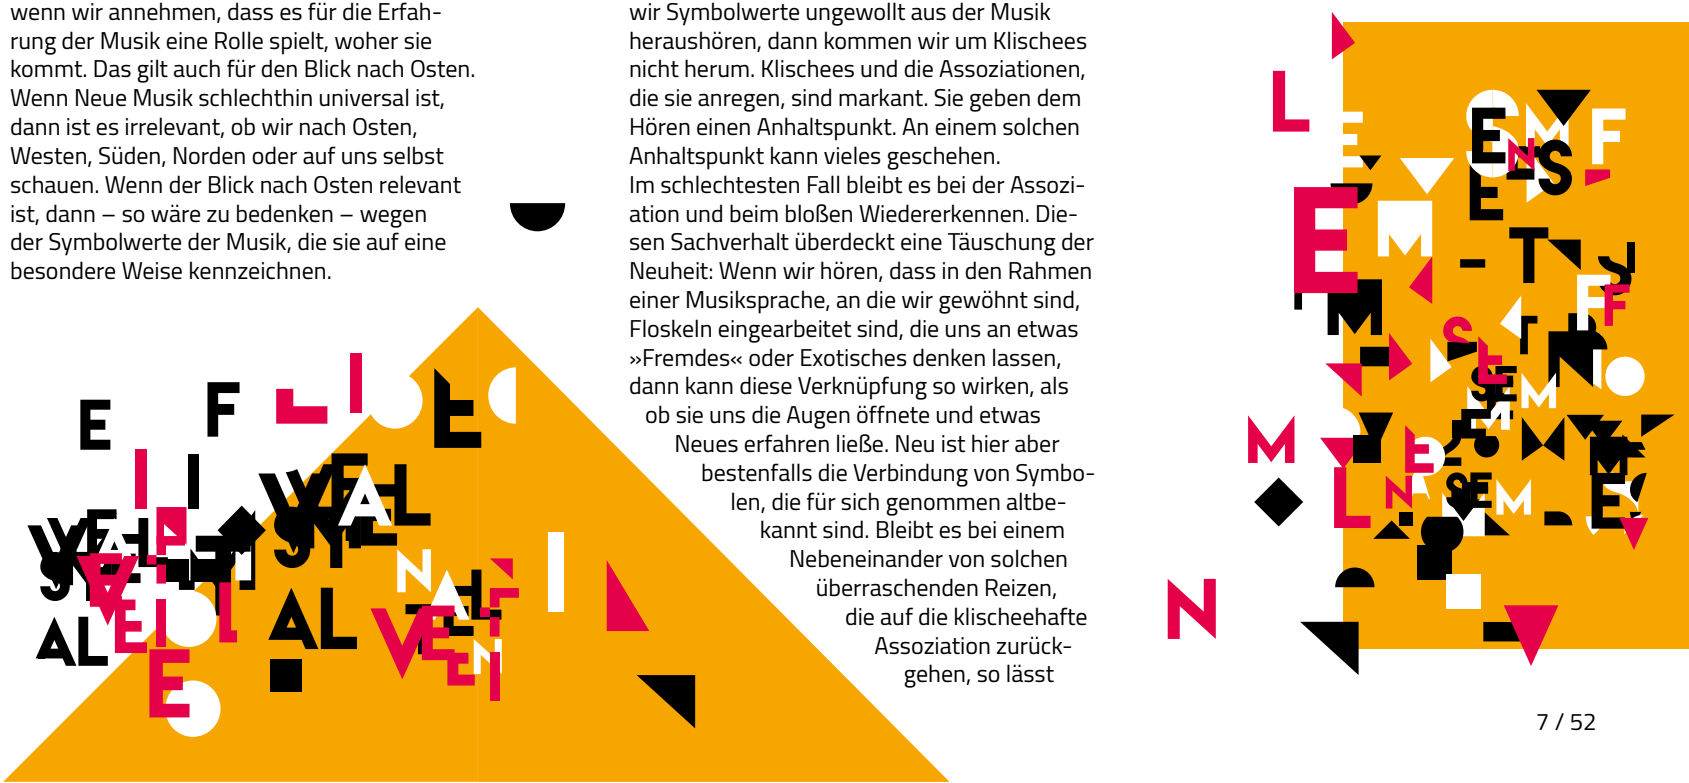 wenn wir annehmen, dass es für die Erfah-
rung der Musik eine Rolle spielt, woher sie
kommt. Das gilt auch für den Blick nach Osten.
Wenn Neue Musik schlechthin universal ist,
dann ist es irrelevant, ob wir nach Osten,
Westen, Süden, Norden oder auf uns selbst
schauen. Wenn der Blick nach Osten relevant
ist, dann – so wäre zu bedenken – wegen
der Symbolwerte der Musik, die sie auf eine
besondere Weise kennzeichnen.
wir Symbolwerte ungewollt aus der Musik
heraushören, dann kommen wir um Klischees
nicht herum. Klischees und die Assoziationen,
die sie anregen, sind markant. Sie geben dem
Hören einen Anhaltspunkt. An einem solchen
Anhaltspunkt kann vieles geschehen.
Im schlechtesten Fall bleibt es bei der Assozi-
ation und beim bloßen Wiedererkennen. Die-
sen Sachverhalt überdeckt eine Täuschung der
Neuheit: Wenn wir hören, dass in den Rahmen
einer Musiksprache, an die wir gewöhnt sind,
Floskeln eingearbeitet sind, die uns an etwas
»Fremdes« oder Exotisches denken lassen,
dann kann diese Verknüpfung so wirken, als
ob sie uns die Augen öffnete und etwas
Neues erfahren ließe. Neu ist hier aber
bestenfalls die Verbindung von Symbo-
len, die für sich genommen altbe-
kannt sind. Bleibt es bei einem
Nebeneinander von solchen
überraschenden Reizen,
die auf die klischeehafte
Assoziation zurück-
gehen, so lässt
7 / 52